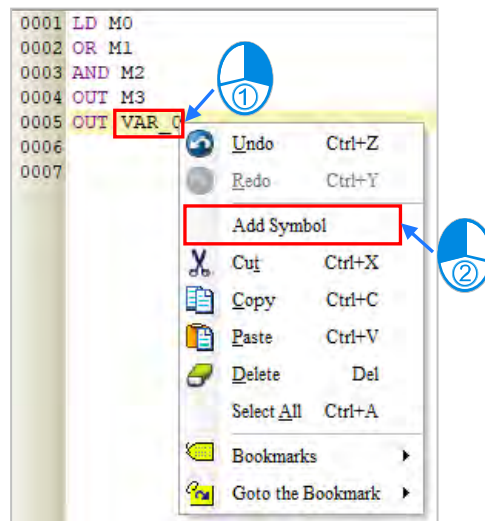 0001 LD M0
0002 OR M1
0003 AND M2
0004 OUT M3
0005 OUT VAR_0
0006
0007
①
Undo Ctrl+Z
Redo Ctrl+Y
Add Symbol
②
Cut Ctrl+X
Copy Ctrl+C
Paste Ctrl+V
Delete Del
Select All Ctrl+A
Bookmarks
Goto the Bookmark